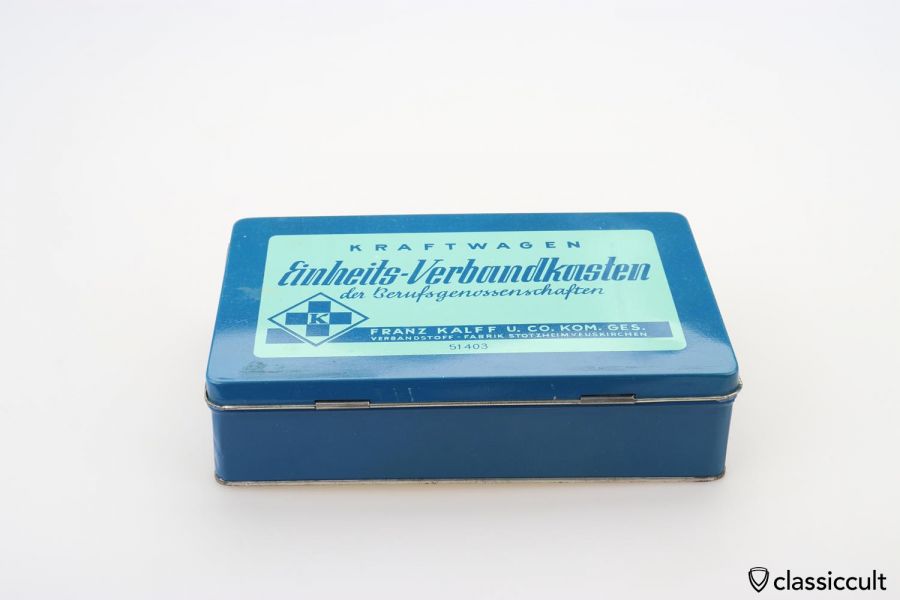 KRAFTWAGEN
Einheits-Verbandkasten
der Berufsgenossenschaften
K
FRANZ KALFF U. CO. KOM. GES.
VERBANDSTOFF-FABRIK STOTZHEIM/EUSKIRCHEN
51403
classiccult